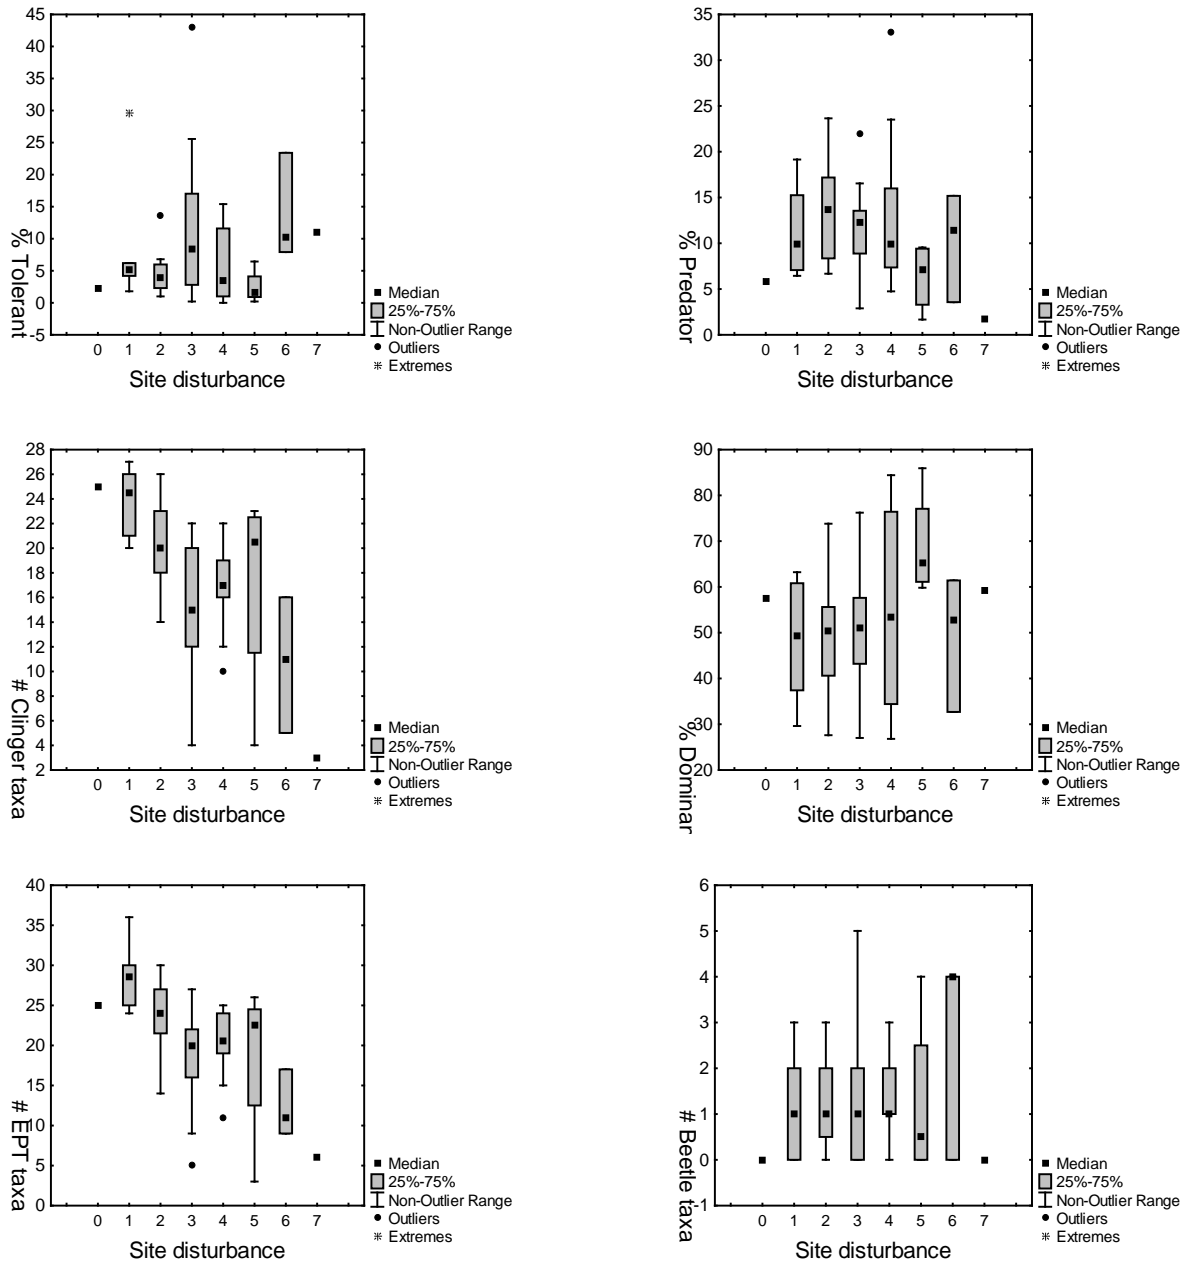 45
40
35
30
25
20
15
10
5
0
-5
% Tolerant
0 1 2 3 4 5 6 7
Site disturbance
Median
25%-75%
Non-Outlier Range
Outliers
Extremes
35
30
25
20
15
10
5
0
% Predator
0 1 2 3 4 5 6 7
Site disturbance
Median
25%-75%
Non-Outlier Range
Outliers
Extremes
28
26
24
22
20
18
16
14
12
10
8
6
4
2
# Clinger taxa
0 1 2 3 4 5 6 7
Site disturbance
Median
25%-75%
Non-Outlier Range
Outliers
Extremes
90
80
70
60
50
40
30
20
% Dominar
0 1 2 3 4 5 6 7
Site disturbance
Median
25%-75%
Non-Outlier Range
Outliers
Extremes
40
35
30
25
20
15
10
5
0
# EPT taxa
0 1 2 3 4 5 6 7
Site disturbance
Median
25%-75%
Non-Outlier Range
Outliers
Extremes
6
5
4
3
2
1
0
-1
# Beetle taxa
0 1 2 3 4 5 6 7
Site disturbance
Median
25%-75%
Non-Outlier Range
Outliers
Extremes